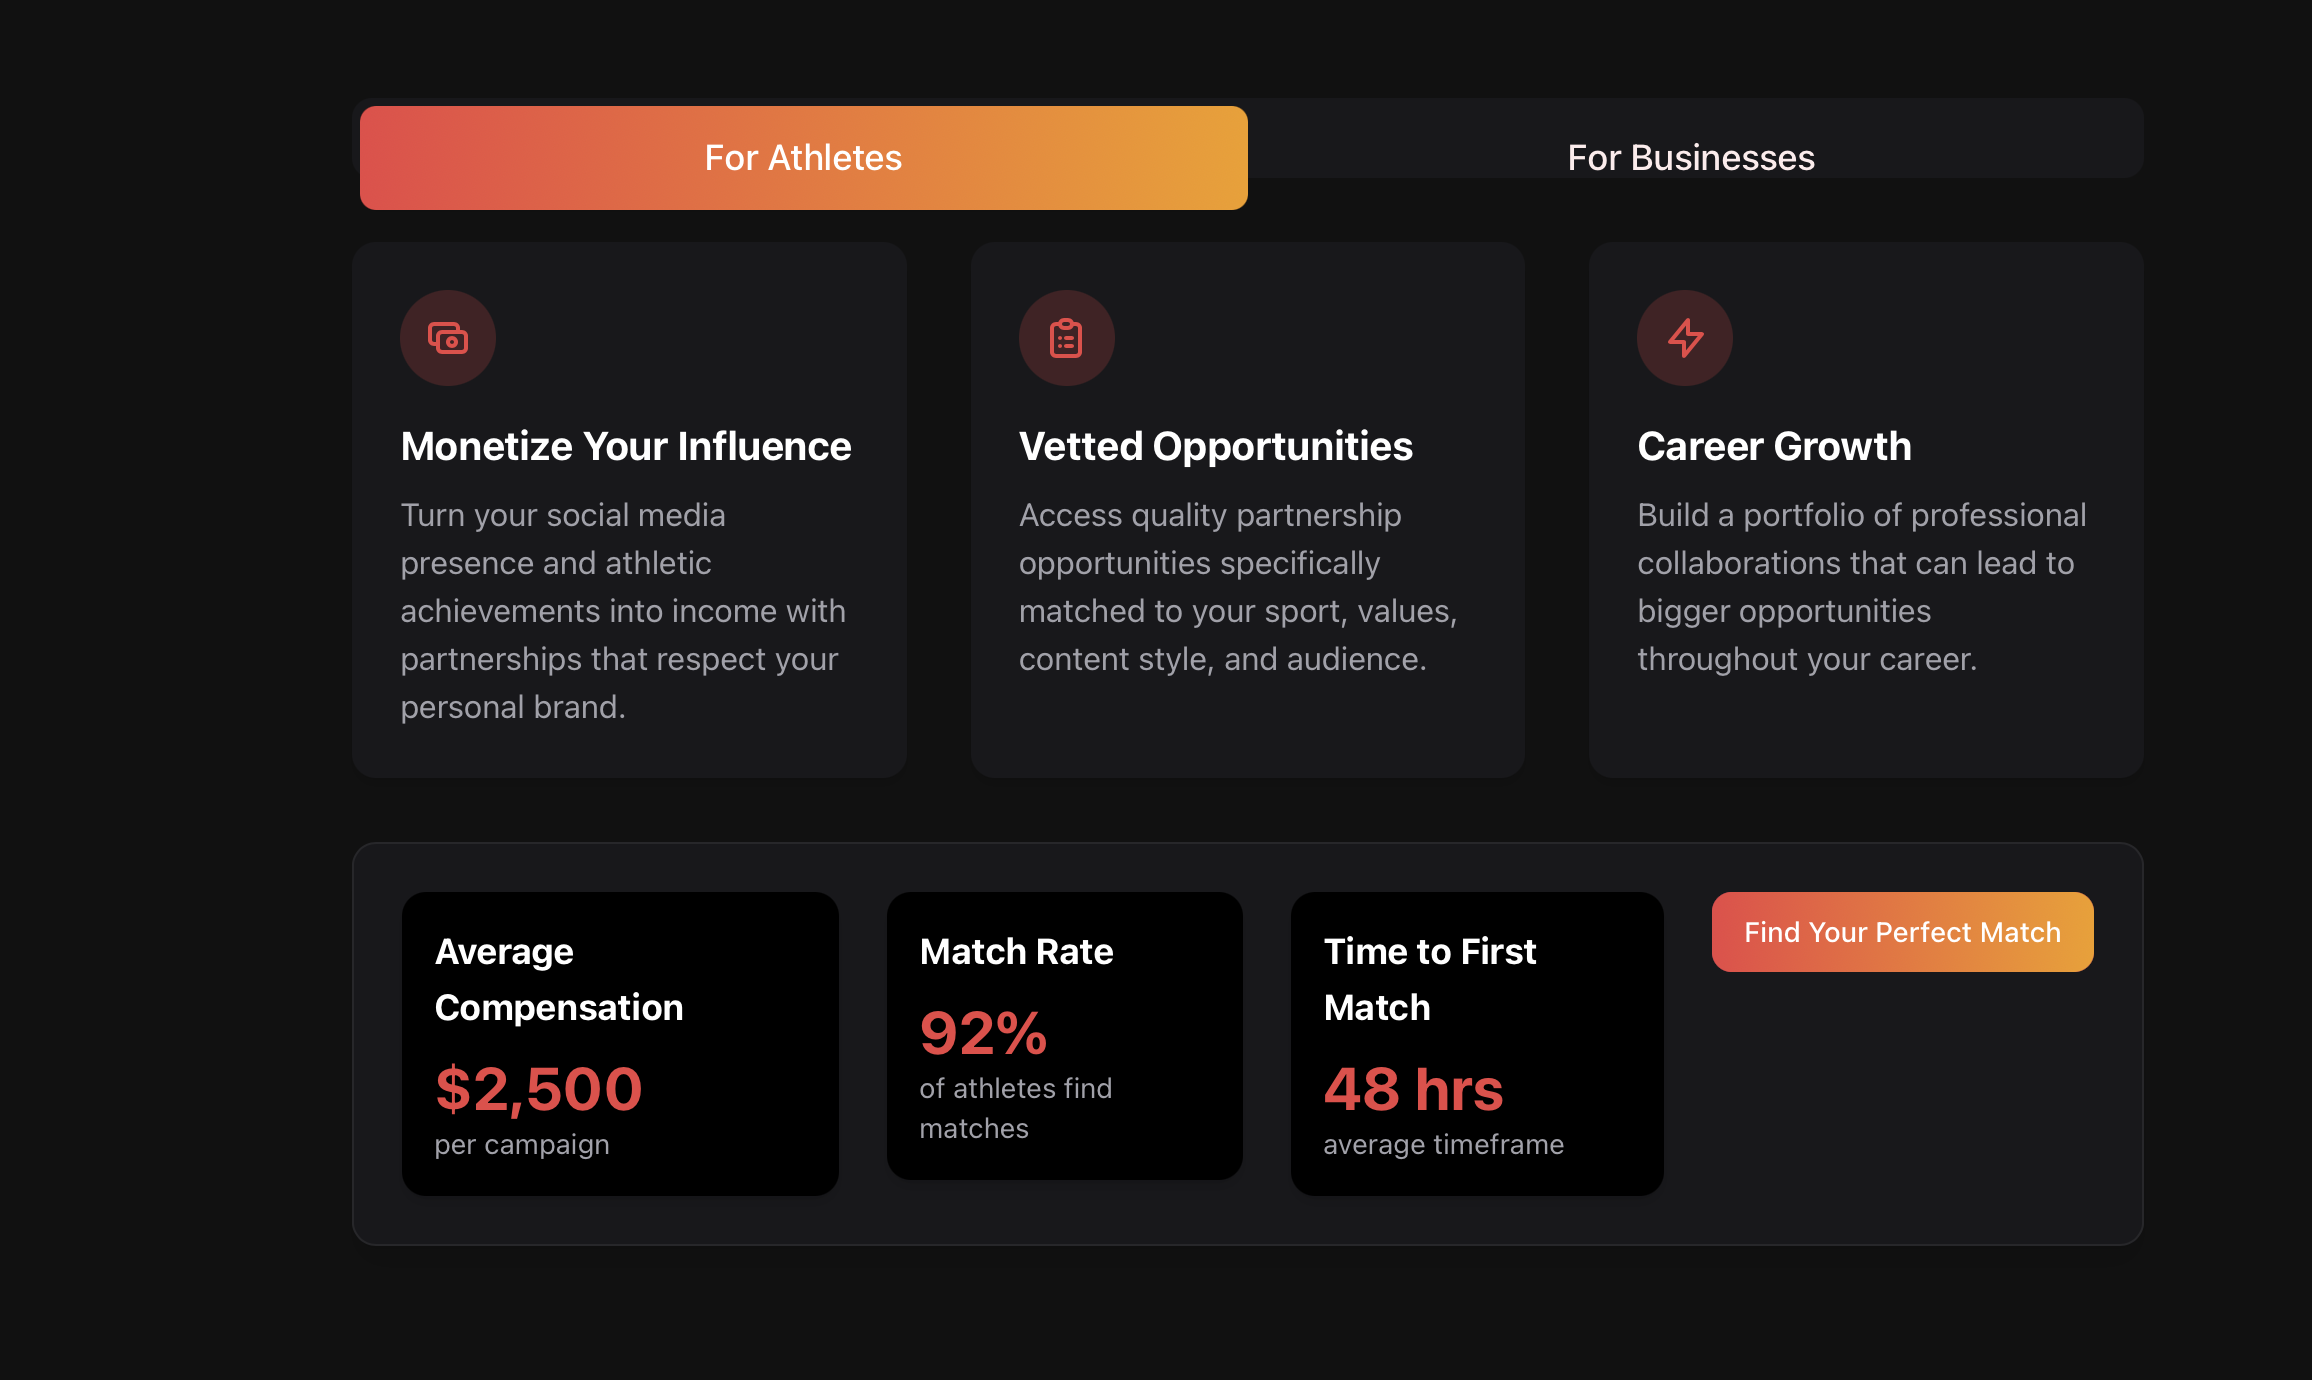 For Athletes
For Businesses
Monetize Your Influence
Turn your social media
presence and athletic
achievements into income with
partnerships that respect your
personal brand.
Vetted Opportunities
Access quality partnership
opportunities specifically
matched to your sport, values,
content style, and audience.
Career Growth
Build a portfolio of professional
collaborations that can lead to
bigger opportunities
throughout your career.
Average
Compensation
$2,500
per campaign
Match Rate
92%
of athletes find
matches
Time to First
Match
48 hrs
average timeframe
Find Your Perfect Match